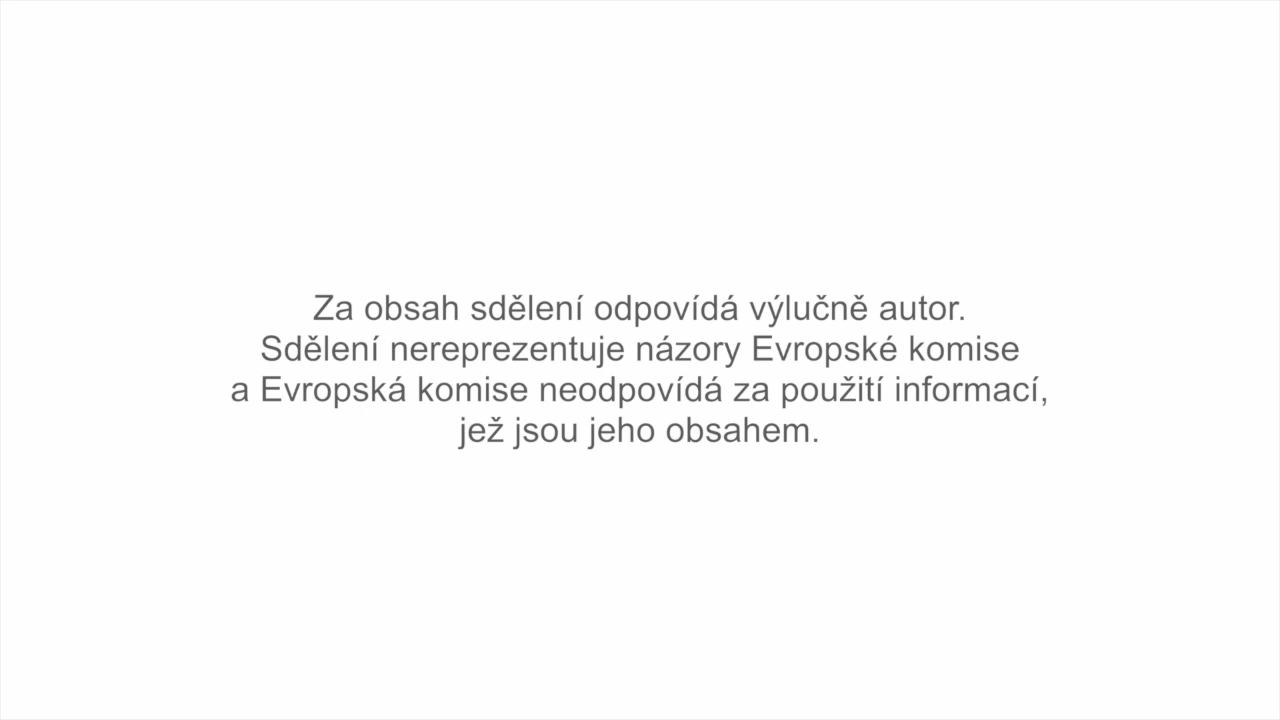 Za obsah sdělení odpovídá výlučně autor.
Sdělení nereprezentuje názory Evropské komise
a Evropská komise neodpovídá za použití informací,
jež jsou jeho obsahem.